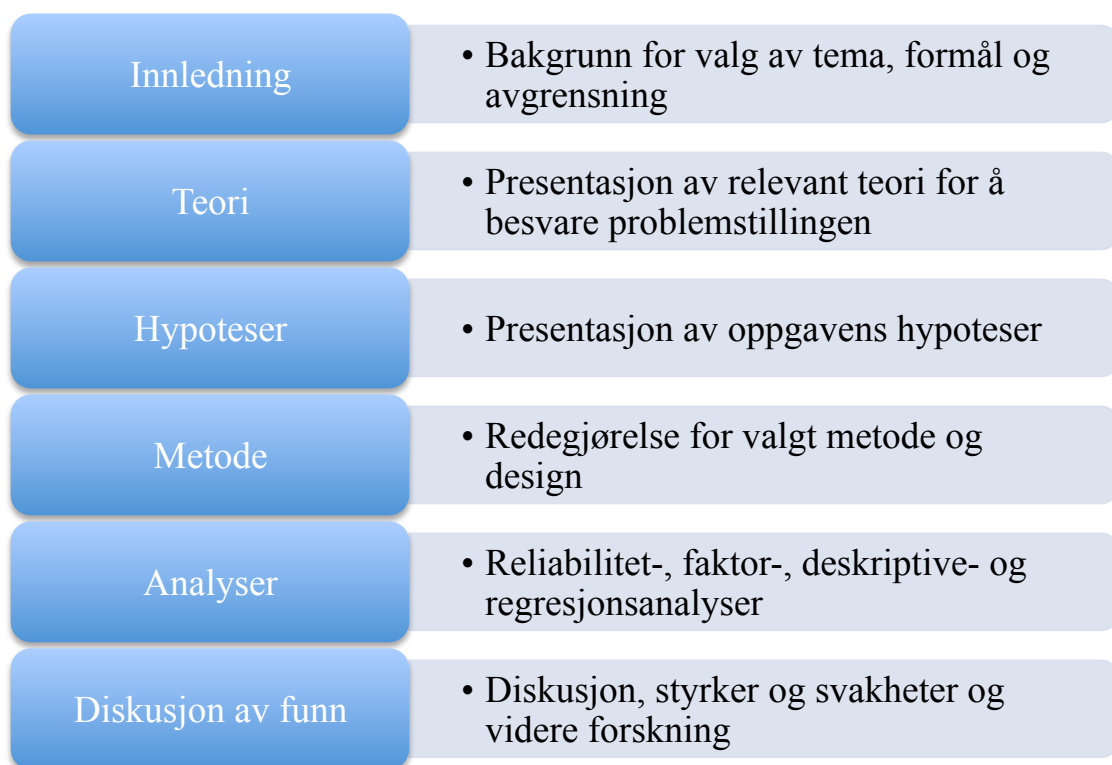 Innledning
• Bakgrunn for valg av tema, formål og
avgrensning
Teori
• Presentasjon av relevant teori for å
besvare problemstillingen
Hypoteser
• Presentasjon av oppgavens hypoteser
Metode
• Redegjørelse for valgt metode og
design
Analyser
• Reliabilitet-, faktor-, deskriptive- og
regresjonsanalyser
Diskusjon av funn
• Diskusjon, styrker og svakheter og
videre forskning